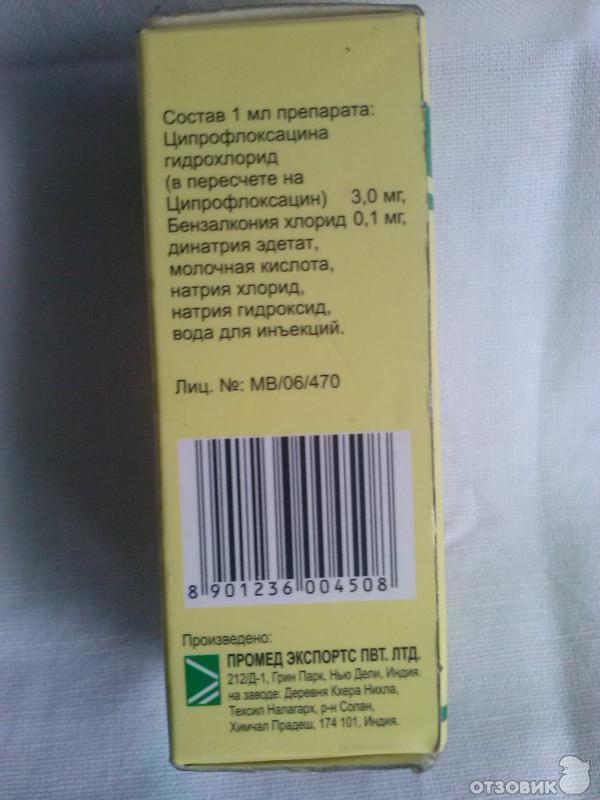 Состав 1 мл препарата:
Ципрофлоксацина
гидрохлорид
(в пересчете на
Ципрофлоксацин) 3,0 мг,
Бензалкония хлорид 0,1 мг,
динатрия эдетат,
молочная кислота,
натрия хлорид,
натрия гидроксид,
вода для инъекций.
Лиц. №: МВ/06/470
8 901236 004508
Произведено:
ПРОМЕД ЭКСПОРТС ПВТ. ЛТД.
212/Д-1, Грин Парк, Нью Дели, Индия.
на заводе: Деревня Кхера Нихла,
Техсил Налагарх, р-н Солан,
Химчал Прадеш, 174 101, Индия.
ОТЗОВИК